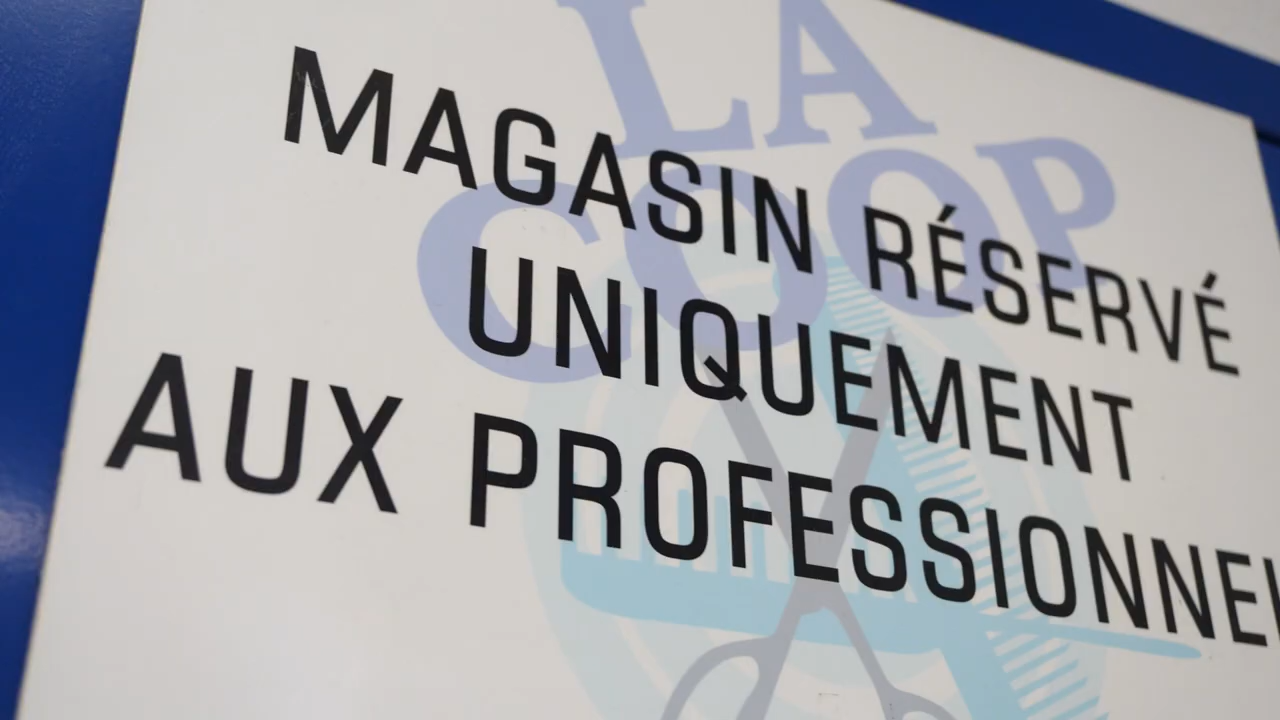 LA
COOP
MAGASIN RÉSERVÉ
UNIQUEMENT
AUX PROFESSIONNEL